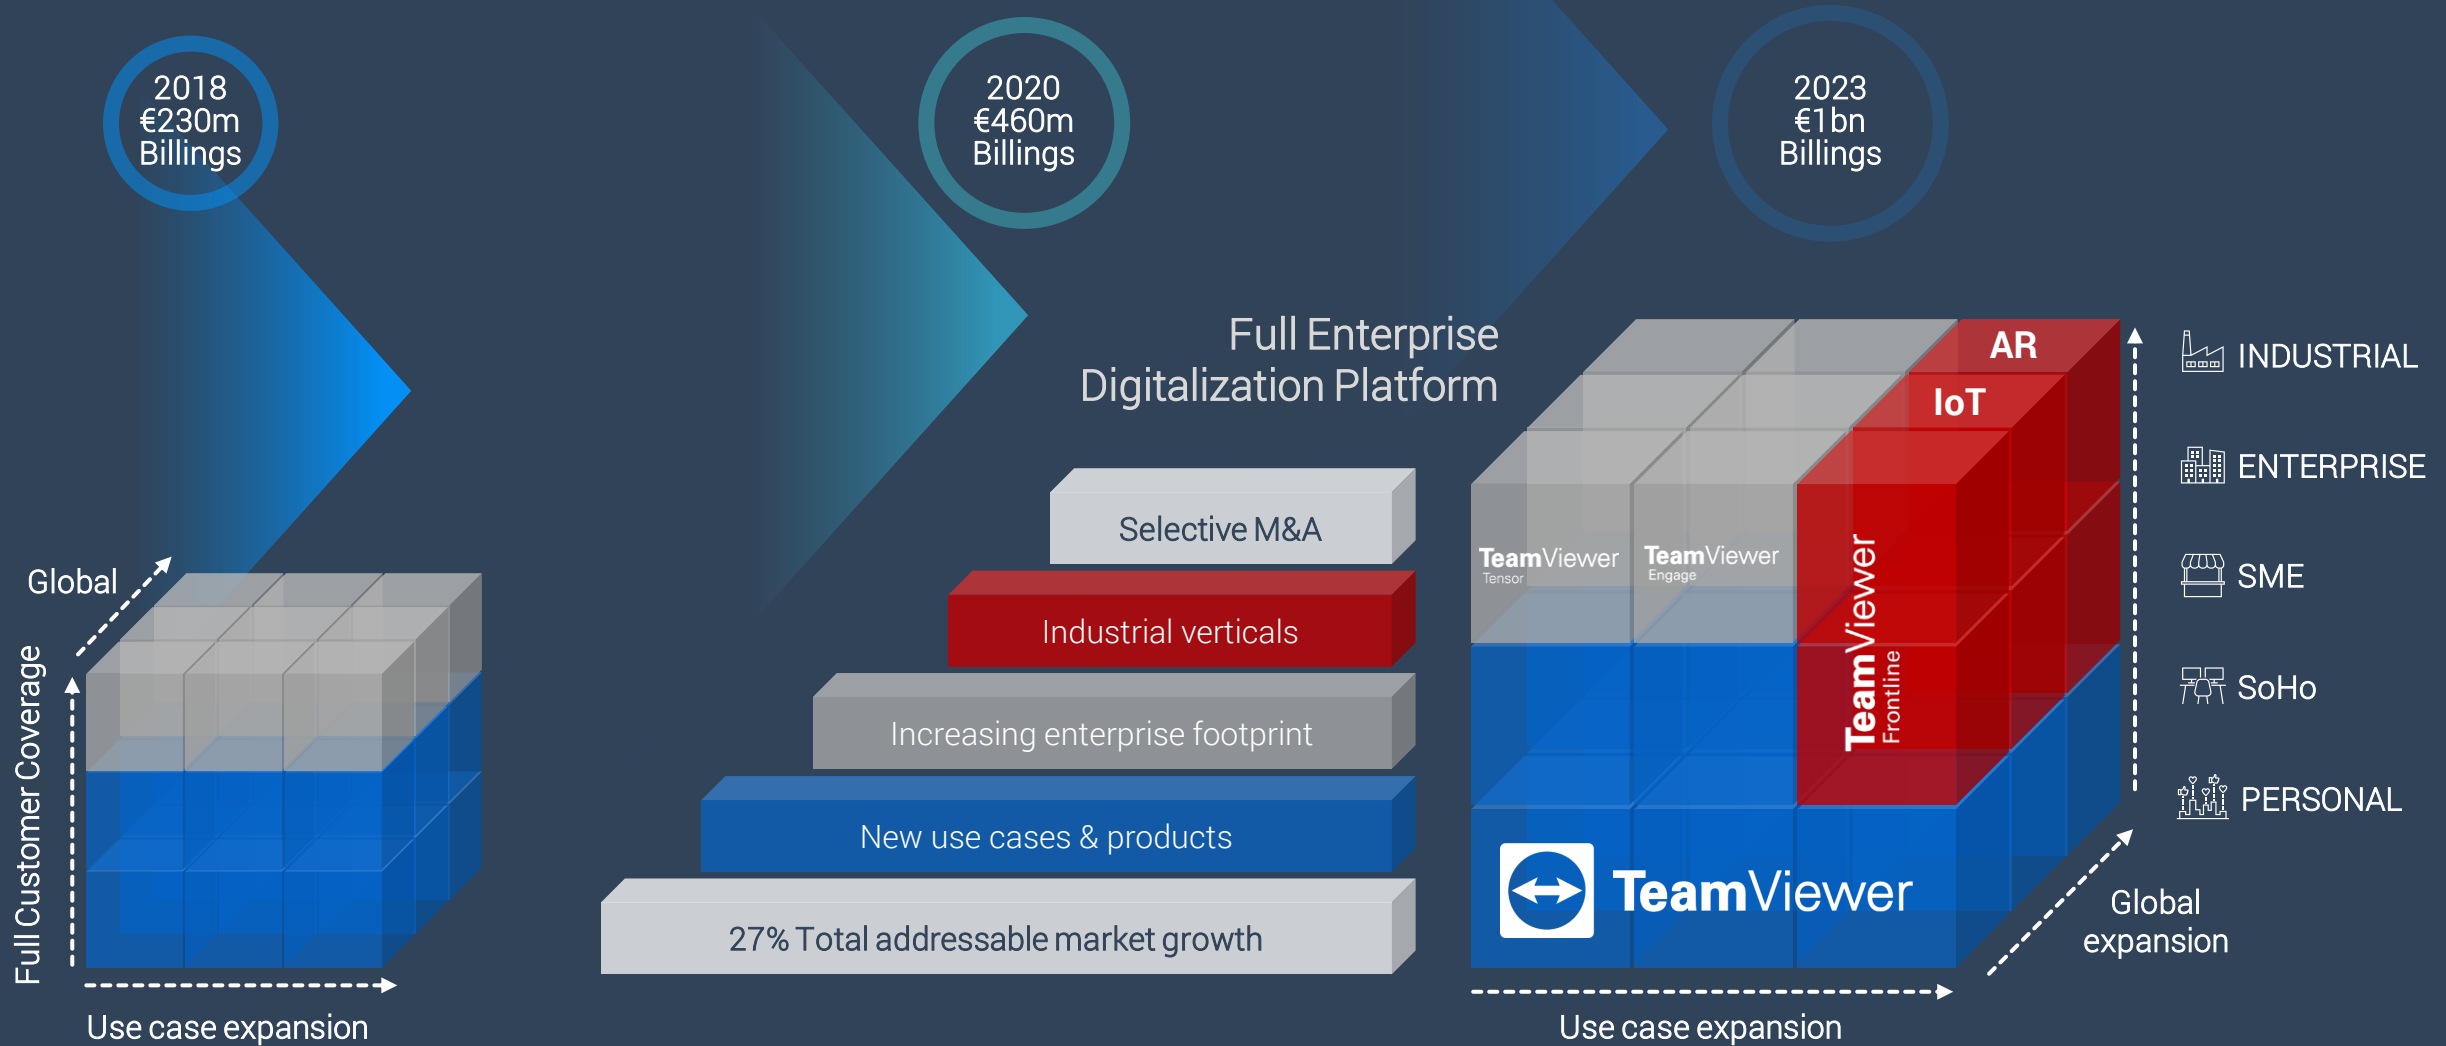 2018
€230m
Billings
2020
€460m
Billings
2023
€1bn
Billings
Global
Full Customer Coverage
Use case expansion
Full Enterprise
Digitalization Platform
Selective M&A
Industrial verticals
Increasing enterprise footprint
New use cases & products
27% Total addressable market growth
AR
IoT
TeamViewer
Tensor
TeamViewer
Engage
TeamViewer
Frontline
TeamViewer
Use case expansion
Global
expansion
INDUSTRIAL
ENTERPRISE
SME
SoHo
PERSONAL